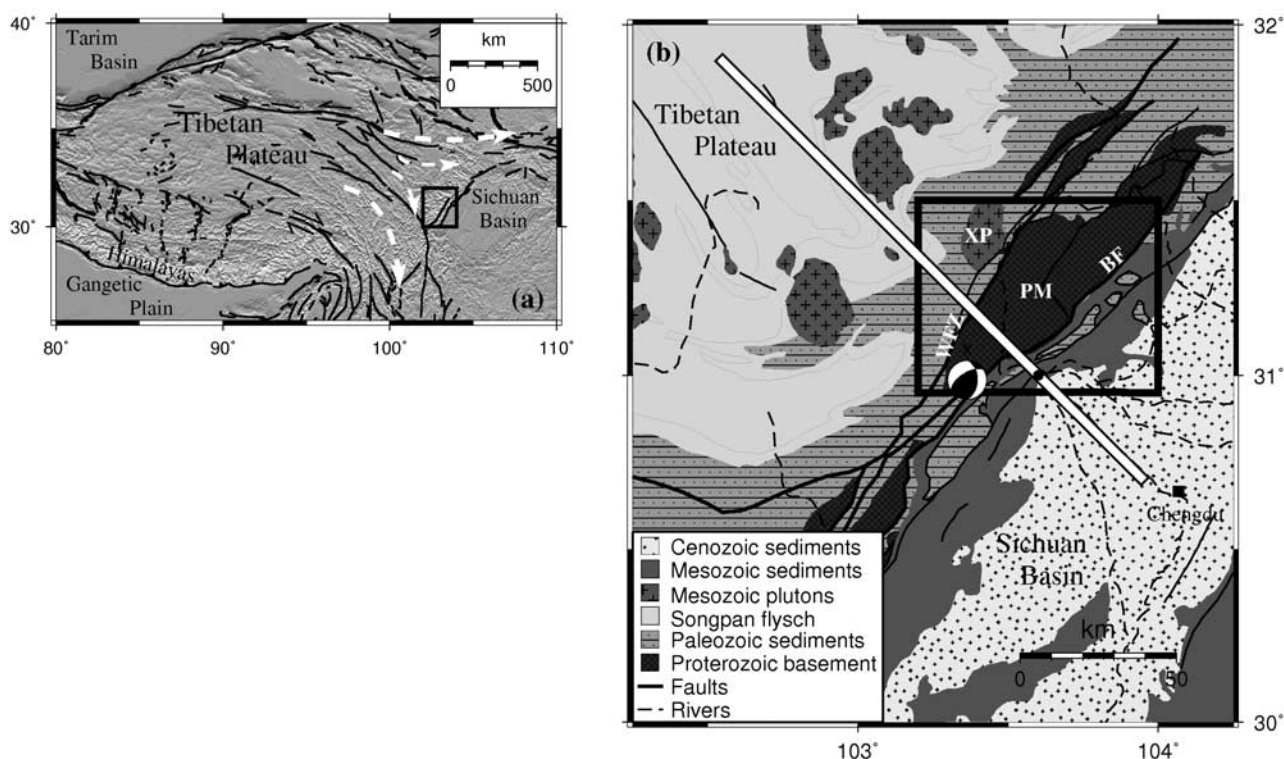 40˚
30˚
80˚
90˚
100˚
110˚
Tarim
Basin
km
0
500
Tibetan
Plateau
Sichuan
Basin
Himalayas
Gangetic
Plain
(a)
(b)
32˚
31˚
30˚
103˚
104˚
Tibetan
Plateau
XP
BF
PM
WFZ
Chengdu
Sichuan
Basin
km
0
50
Cenozoic sediments
Mesozoic sediments
Mesozoic plutons
Songpan flysch
Paleozoic sediments
Proterozoic basement
Faults
Rivers